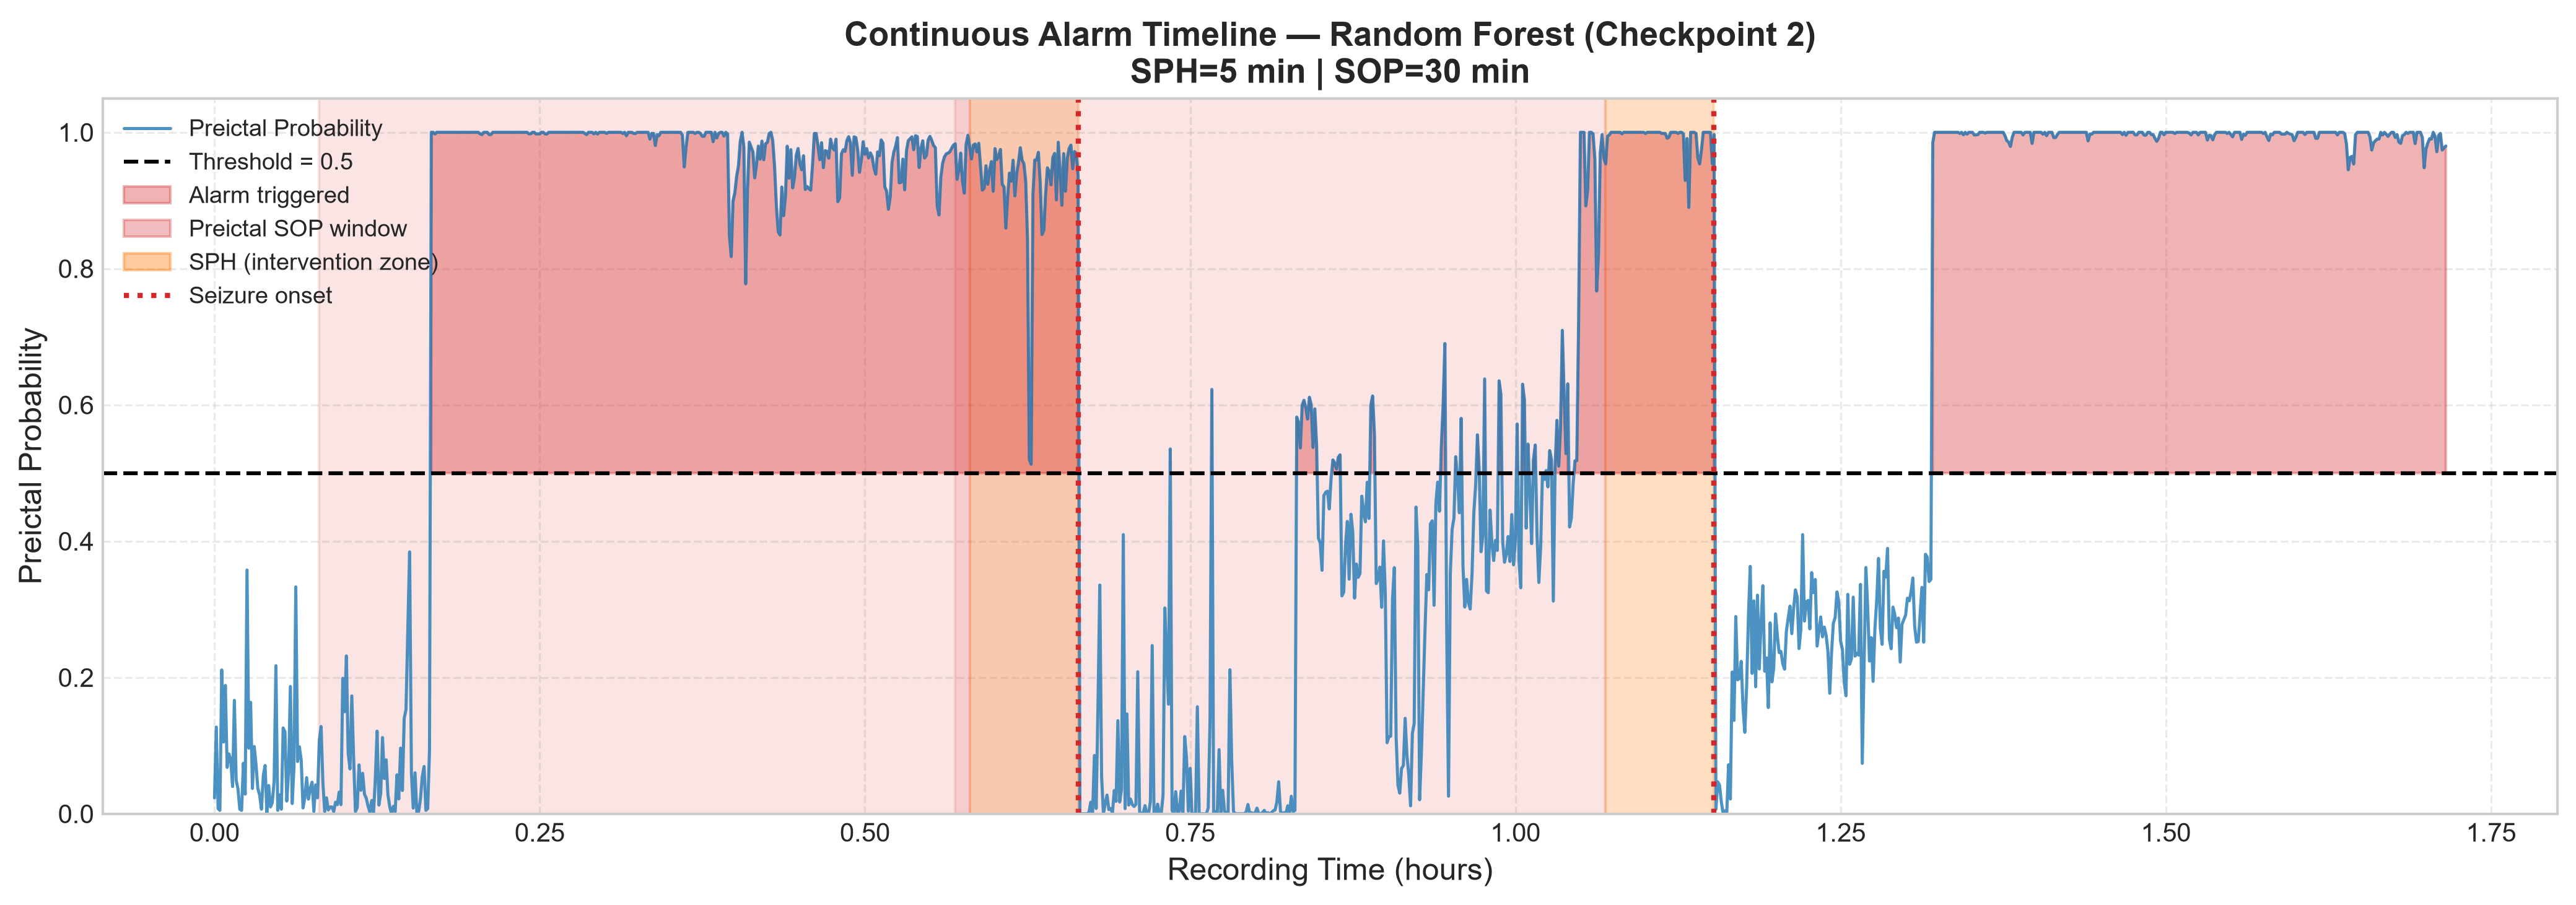 Continuous Alarm Timeline — Random Forest (Checkpoint 2)
SPH=5 min | SOP=30 min
Preictal Probability
Threshold = 0.5
Alarm triggered
Preictal SOP window
SPH (intervention zone)
Seizure onset
Preictal Probability
1.0
0.8
0.6
0.4
0.2
0.0
0.00 0.25 0.50 0.75 1.00 1.25 1.50 1.75
Recording Time (hours)